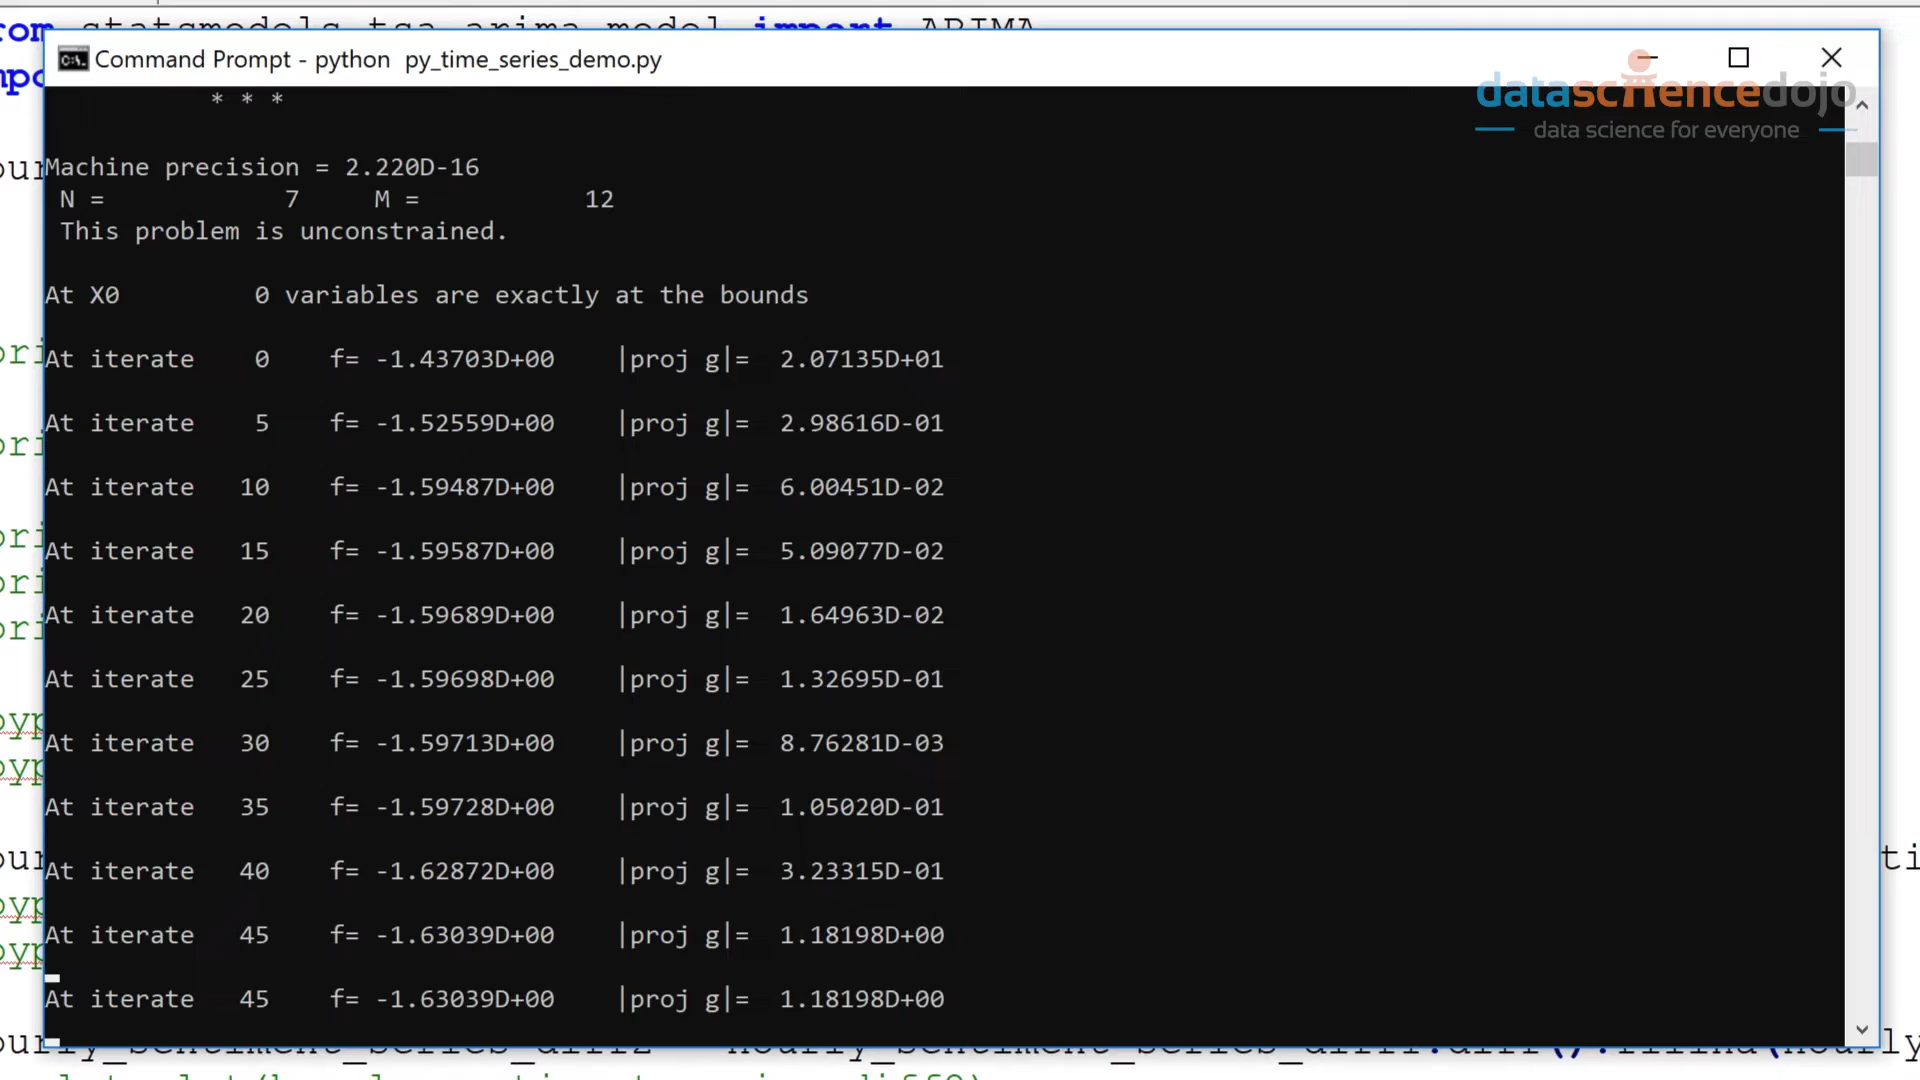 from statsmodels.tsa.arima_model import ARIMA
Command Prompt - python  py_time_series_demo.py
datasciencedojo
data science for everyone
* * *
Machine precision = 2.220D-16
N =            7     M =           12
This problem is unconstrained.
At X0         0 variables are exactly at the bounds
At iterate    0    f= -1.43703D+00    |proj g|=  2.07135D+01
At iterate    5    f= -1.52559D+00    |proj g|=  2.98616D-01
At iterate   10    f= -1.59487D+00    |proj g|=  6.00451D-02
At iterate   15    f= -1.59587D+00    |proj g|=  5.09077D-02
At iterate   20    f= -1.59689D+00    |proj g|=  1.64963D-02
At iterate   25    f= -1.59698D+00    |proj g|=  1.32695D-01
At iterate   30    f= -1.59713D+00    |proj g|=  8.76281D-03
At iterate   35    f= -1.59728D+00    |proj g|=  1.05020D-01
At iterate   40    f= -1.62872D+00    |proj g|=  3.23315D-01
At iterate   45    f= -1.63039D+00    |proj g|=  1.18198D+00
At iterate   45    f= -1.63039D+00    |proj g|=  1.18198D+00